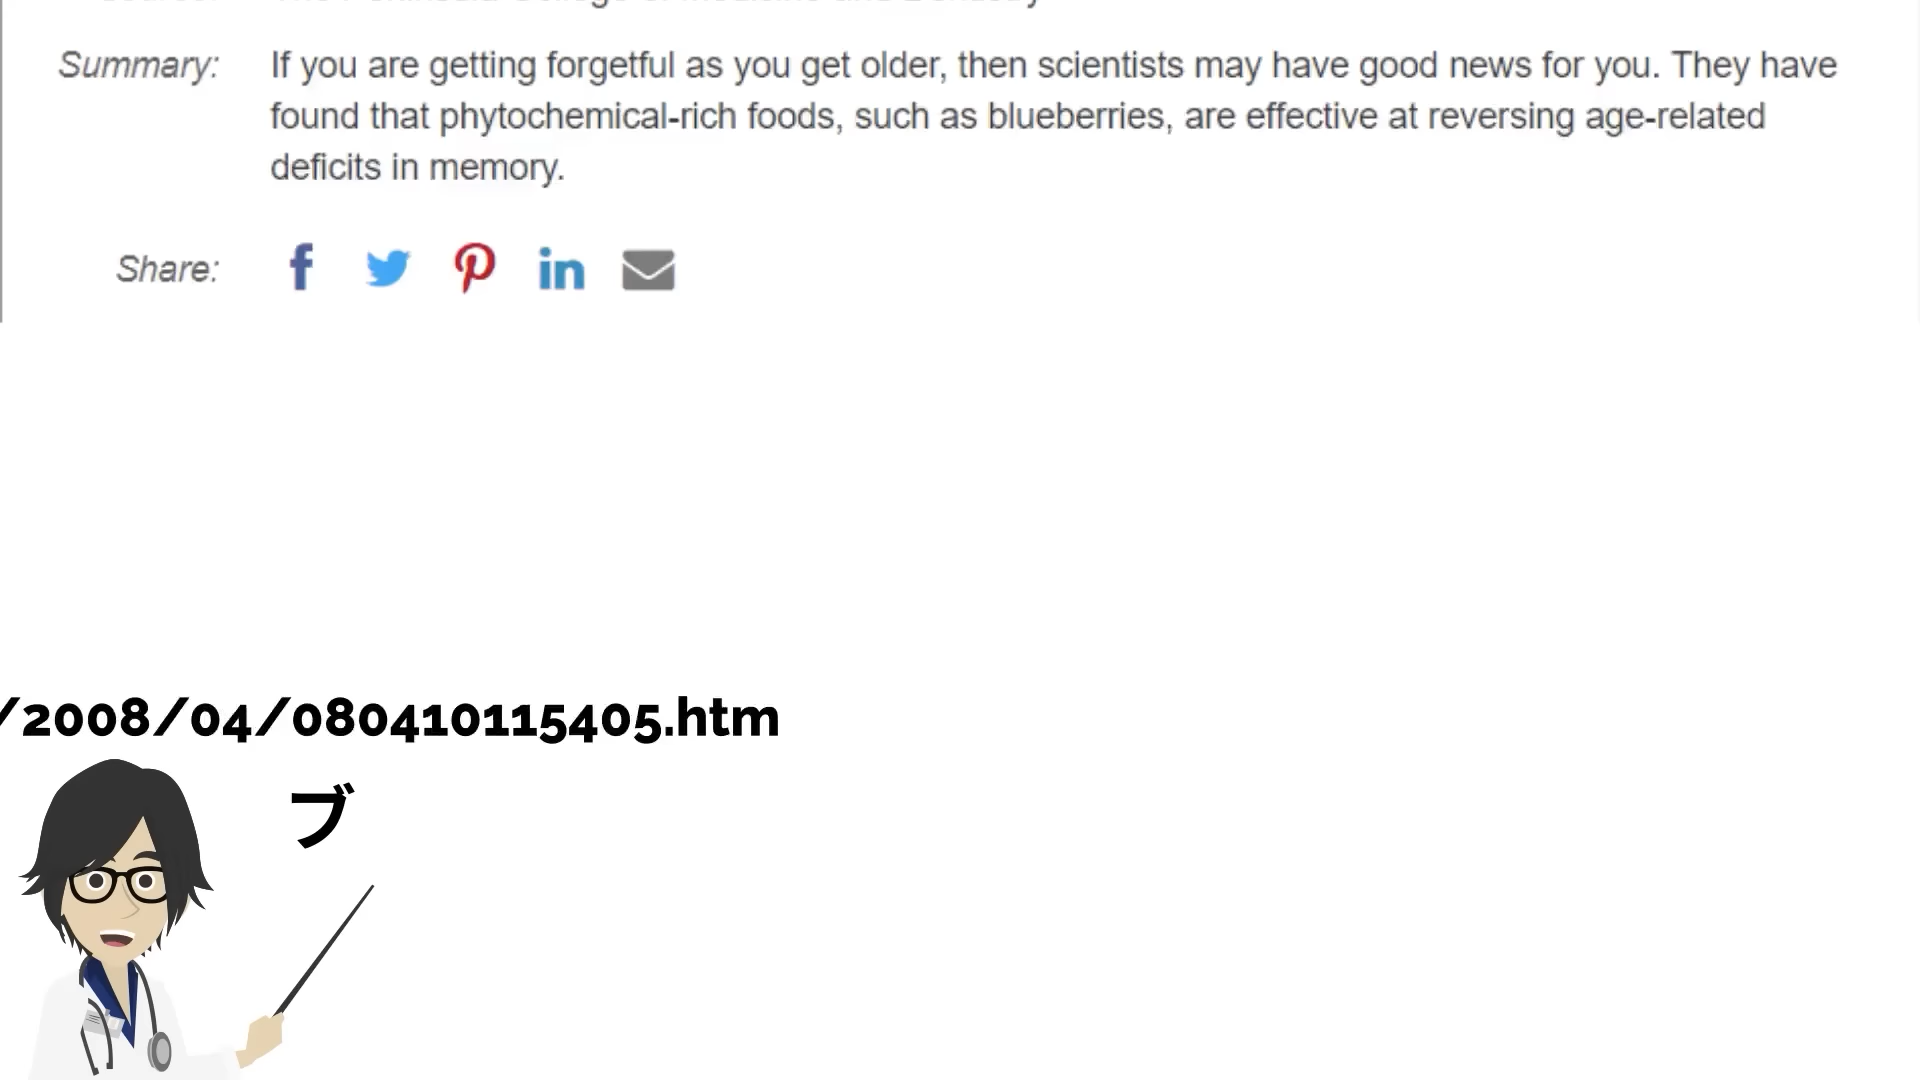 Summary: If you are getting forgetful as you get older, then scientists may have good news for you. They have
found that phytochemical-rich foods, such as blueberries, are effective at reversing age-related
deficits in memory.
Share:
/2008/04/080410115405.htm
ブ